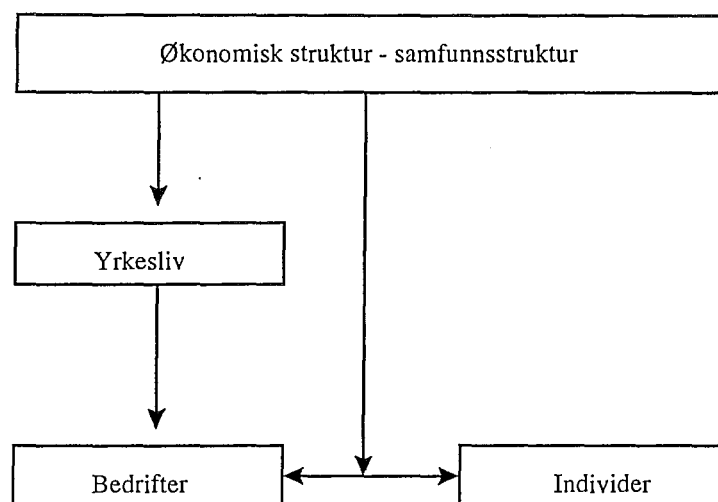 Økonomisk struktur - samfunnsstruktur
Yrkesliv
Bedrifter
Individer